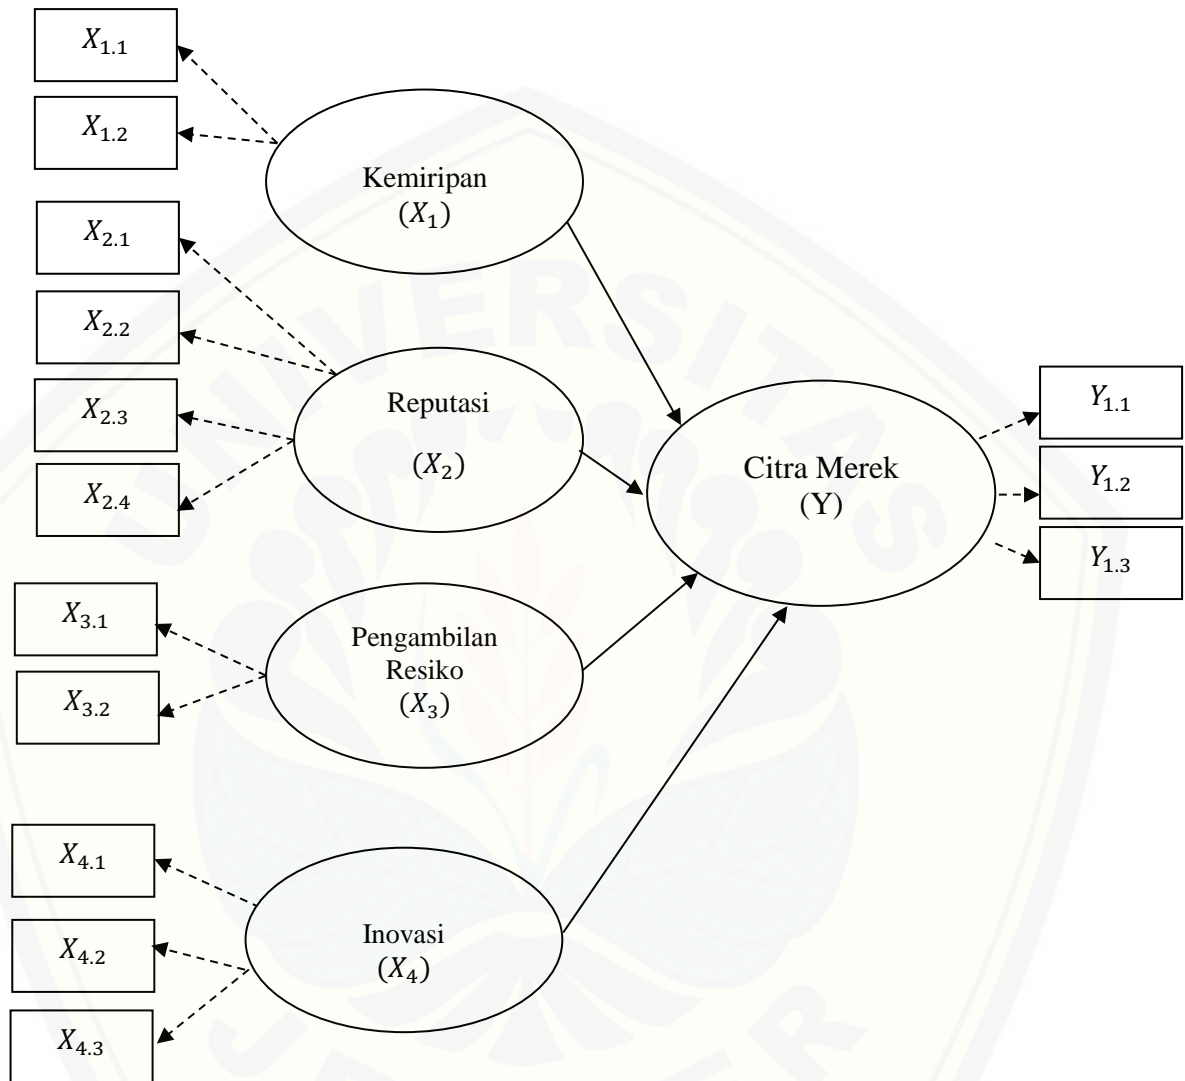 X1.1
X1.2
Kemiripan
(X1)
X2.1
X2.2
X2.3
X2.4
Reputasi
(X2)
Citra Merek
(Y)
Y1.1
Y1.2
Y1.3
X3.1
X3.2
Pengambilan
Resiko
(X3)
X4.1
X4.2
X4.3
Inovasi
(X4)
UNIVERSITAS
JEMBER